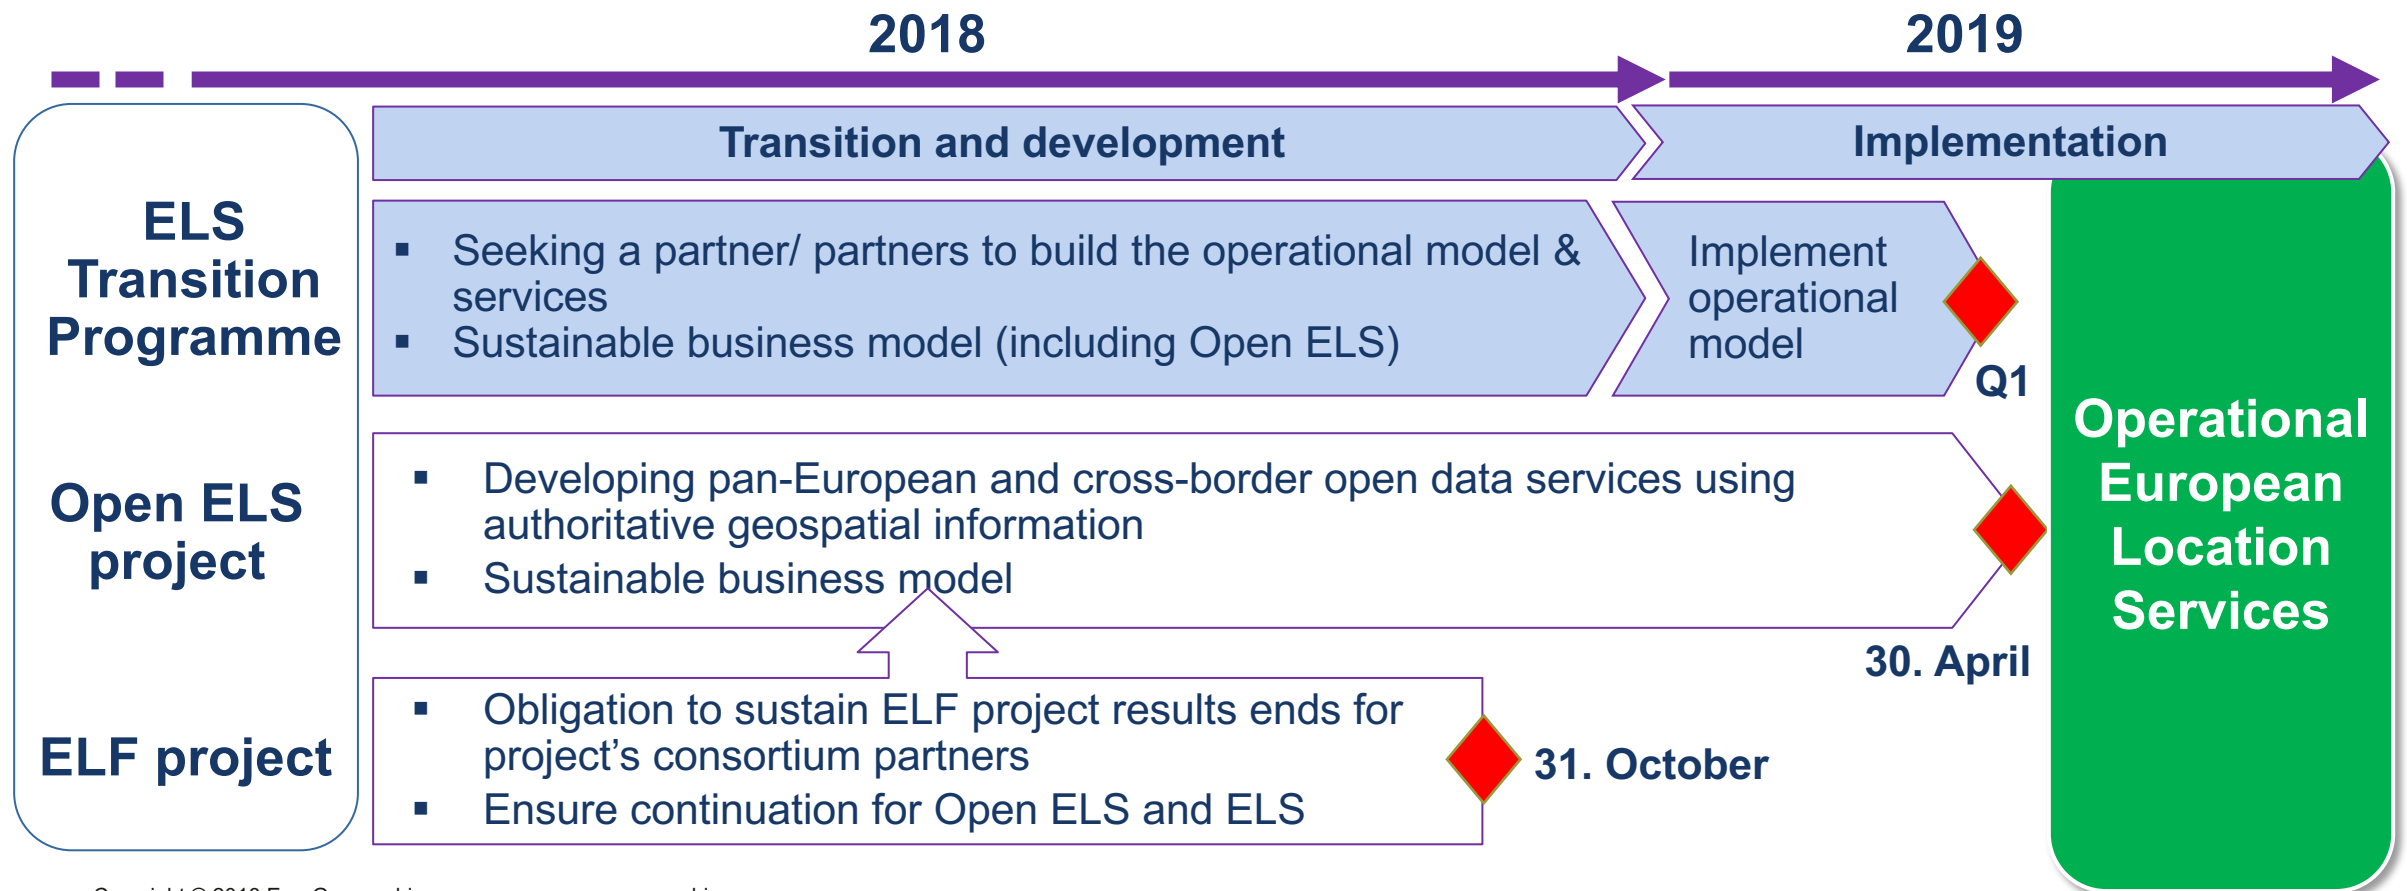 2018
2019
Transition and development
Implementation
ELS
Transition
Programme
▪ Seeking a partner/ partners to build the operational model &
services
▪ Sustainable business model (including Open ELS)
Implement
operational
model
Q1
Open ELS
project
▪ Developing pan-European and cross-border open data services using
authoritative geospatial information
▪ Sustainable business model
30. April
ELF project
▪ Obligation to sustain ELF project results ends for
project’s consortium partners
▪ Ensure continuation for Open ELS and ELS
31. October
Operational
European
Location
Services